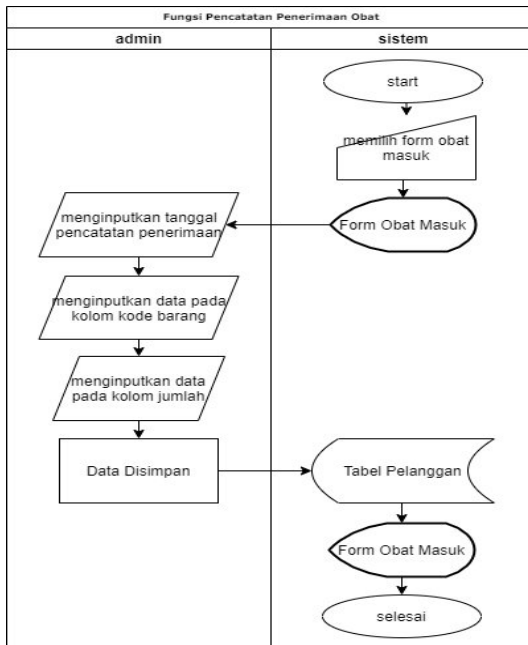 Fungsi Pencatatan Penerimaan Obat
admin
sistem
start
memilih form obat
masuk
Form Obat Masuk
menginputkan tanggal
pencatatan penerimaan
menginputkan data pada
kolom kode barang
menginputkan data
pada kolom jumlah
Data Disimpan
Tabel Pelanggan
Form Obat Masuk
selesai